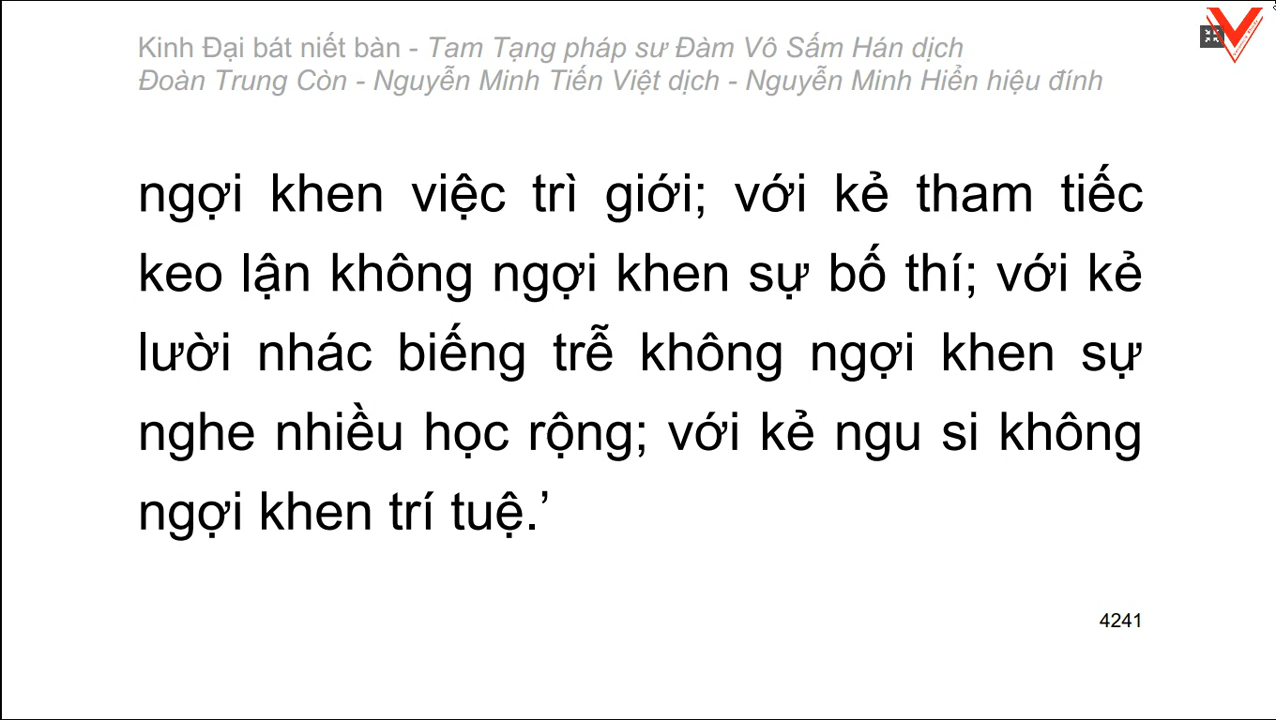 Kinh Đại bát niết bàn - Tam Tạng pháp sư Đàm Vô Sấm Hán dịch
Đoàn Trung Còn - Nguyễn Minh Tiến Việt dịch - Nguyễn Minh Hiển hiệu đính
ngợi khen việc trì giới; với kẻ tham tiếc
keo lận không ngợi khen sự bố thí; với kẻ
lười nhác biếng trễ không ngợi khen sự
nghe nhiều học rộng; với kẻ ngu si không
ngợi khen trí tuệ.’
4241